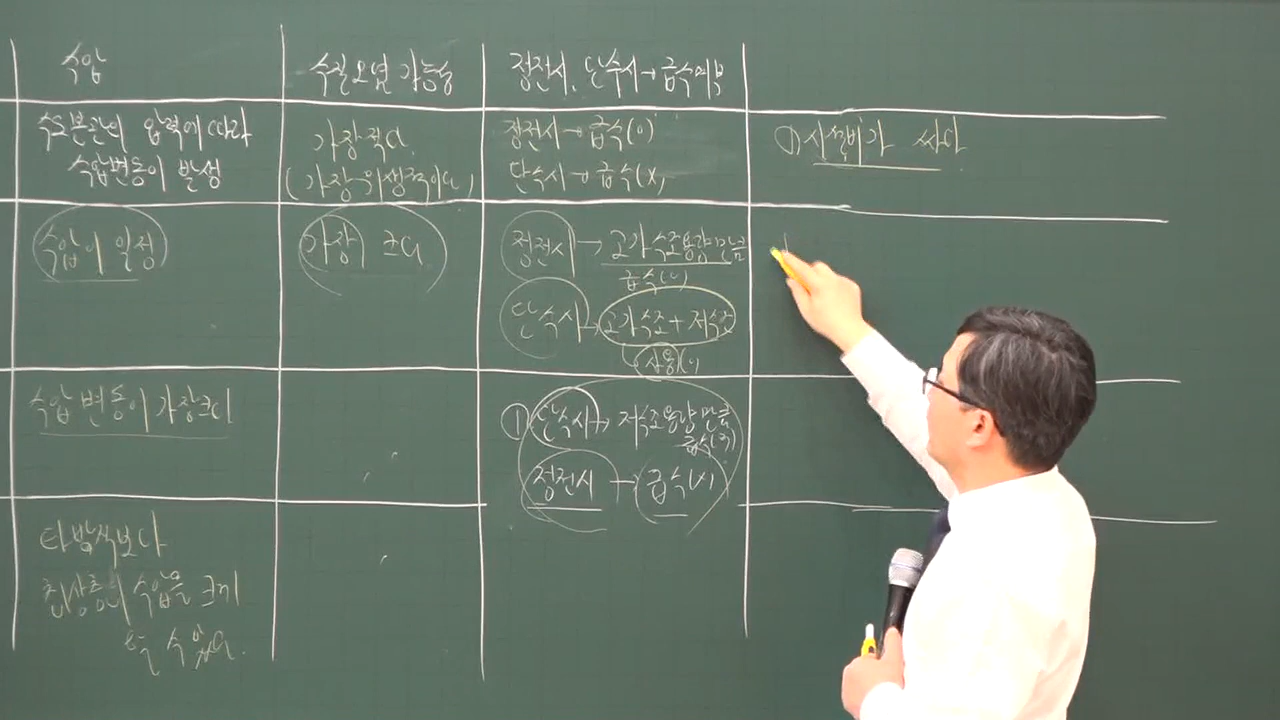 수압
수질오염 가능성
정전시, 단수시→급수여부
수도본관의 압력에 따라
수압변동이 발생
가장 적다.
(가장 위생적이다)
정전시→급수(O)
단수시→급수(X)
① 시설비가 싸다
수압이 일정
가장 크다
정전시→고가수조용량만큼
급수(O)
단수시→고가수조+저수조
사용(O)
수압변동이 가장크다
① 단수시→저수조용량만큼
급수(O)
정전시→급수(X)
타방식보다
최상층의 수압을 크게
할 수 있다.